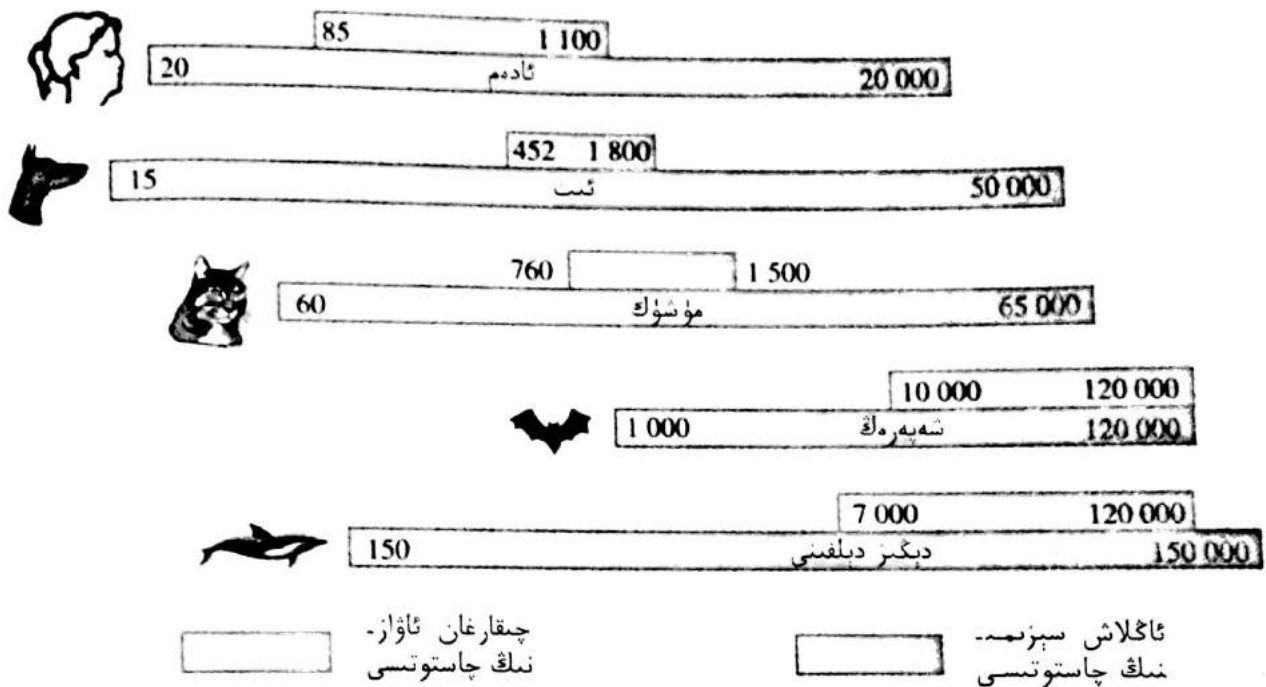 85 1 100
20 ئادەم 20 000
452 1 800
15 ئىت 50 000
760 1 500
60 مۈشۈك 65 000
10 000 120 000
1 000 شەپەرەڭ 120 000
7 000 120 000
150 دېڭىز دېلفىنى 150 000
ئاڭلاش سېزىمى-
نىڭ چاستوتىسى
چىقارغان ئاۋاز-
نىڭ چاستوتىسى